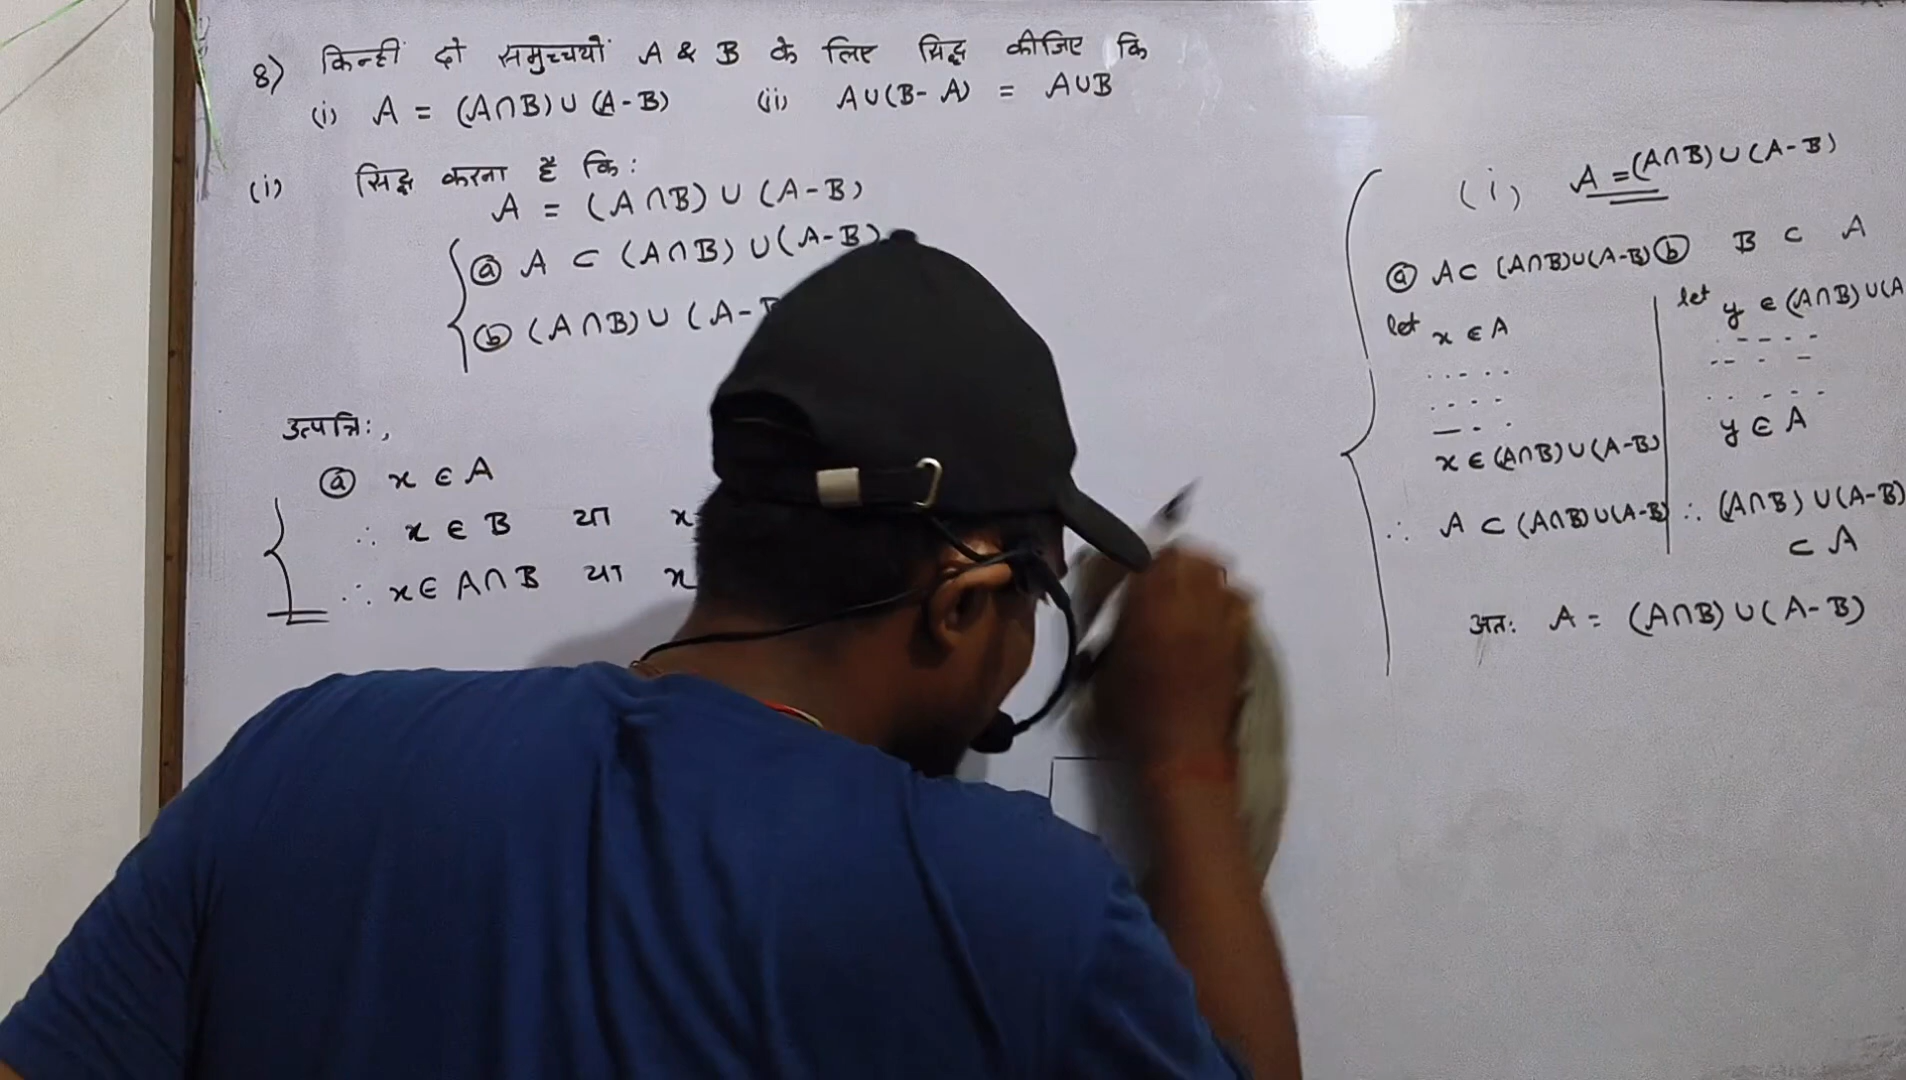 8) किन्हीं दो समुच्चयों A & B के लिए सिद्ध कीजिए कि
(i) A = (A∩B)∪(A-B) (ii) A∪(B-A) = A∪B
(i) सिद्ध करना है कि:
A = (A∩B) ∪ (A-B)
ⓐ A ⊂ (A∩B) ∪(A-B)
ⓑ (A∩B)∪ (A-
उत्पत्ति:,
ⓐ x ∈ A
∴ x ∈ B या x
∴ x∈ A∩B या x
(i) A =(A∩B)∪(A-B)
ⓐ A⊂ (A∩B)∪(A-B) ⓑ B ⊂ A
let x ∈ A
.....
....
—...
x ∈ (A∩B)∪(A-B)
∴ A ⊂ (A∩B)∪(A-B)
let y ∈ (A∩B)∪(A
y ∈ A
∴ (A∩B) ∪(A-B)
⊂ A
अत: A = (A∩B)∪(A-B)